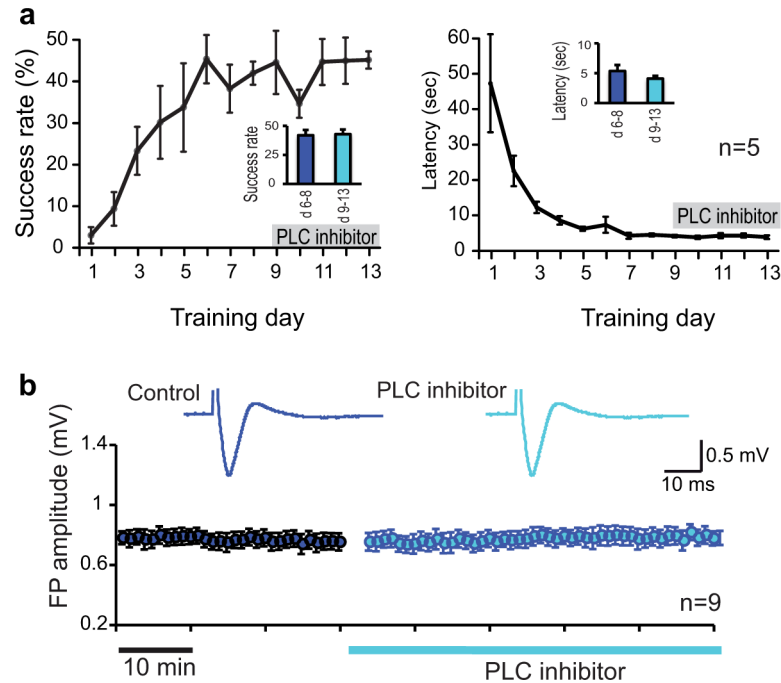 a
Success rate (%)
50
40
30
20
10
0
1 3 5 7 9 11 13
Training day
PLC inhibitor
Success rate
50
25
0
d 6-8
d 9-13
Latency (sec)
60
50
40
30
20
10
0
1 3 5 7 9 11 13
Training day
PLC inhibitor
n=5
Latency (sec)
10
5
0
d 6-8
d 9-13
b
Control
PLC inhibitor
0.5 mV
10 ms
FP amplitude (mV)
1.4
1
0.6
0.2
n=9
10 min
PLC inhibitor